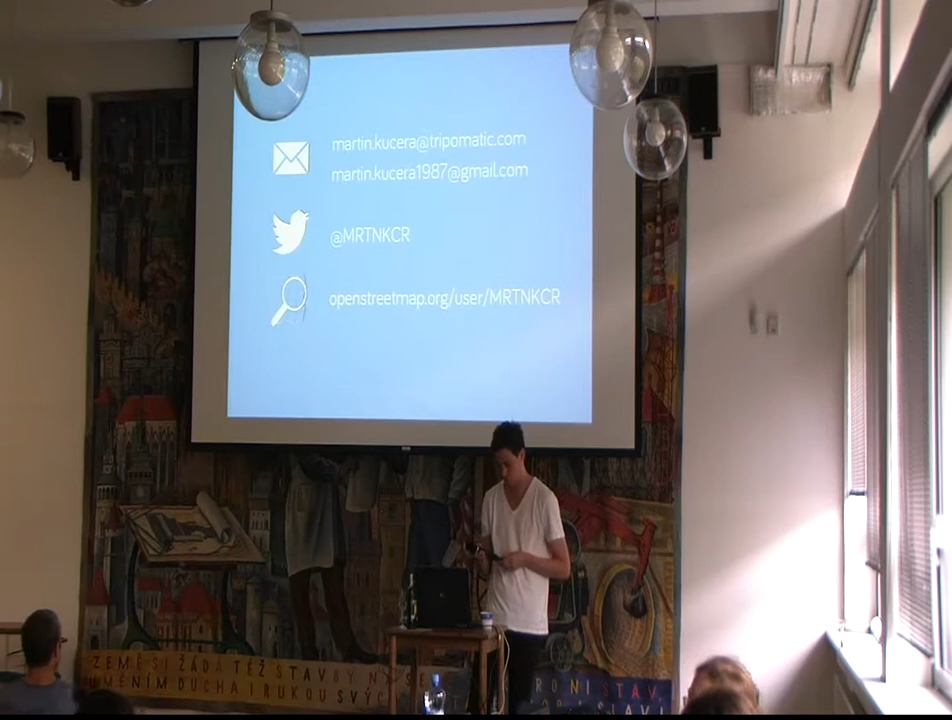 martin.kucera@tripomatic.com
martin.kucera1987@gmail.com
@MRTNKCR
openstreetmap.org/user/MRTNKCR
ZEMĚ SI ŽÁDÁ TÉŽ STAVBY
UMĚNÍM DUCHA I RUKOU SVÝC